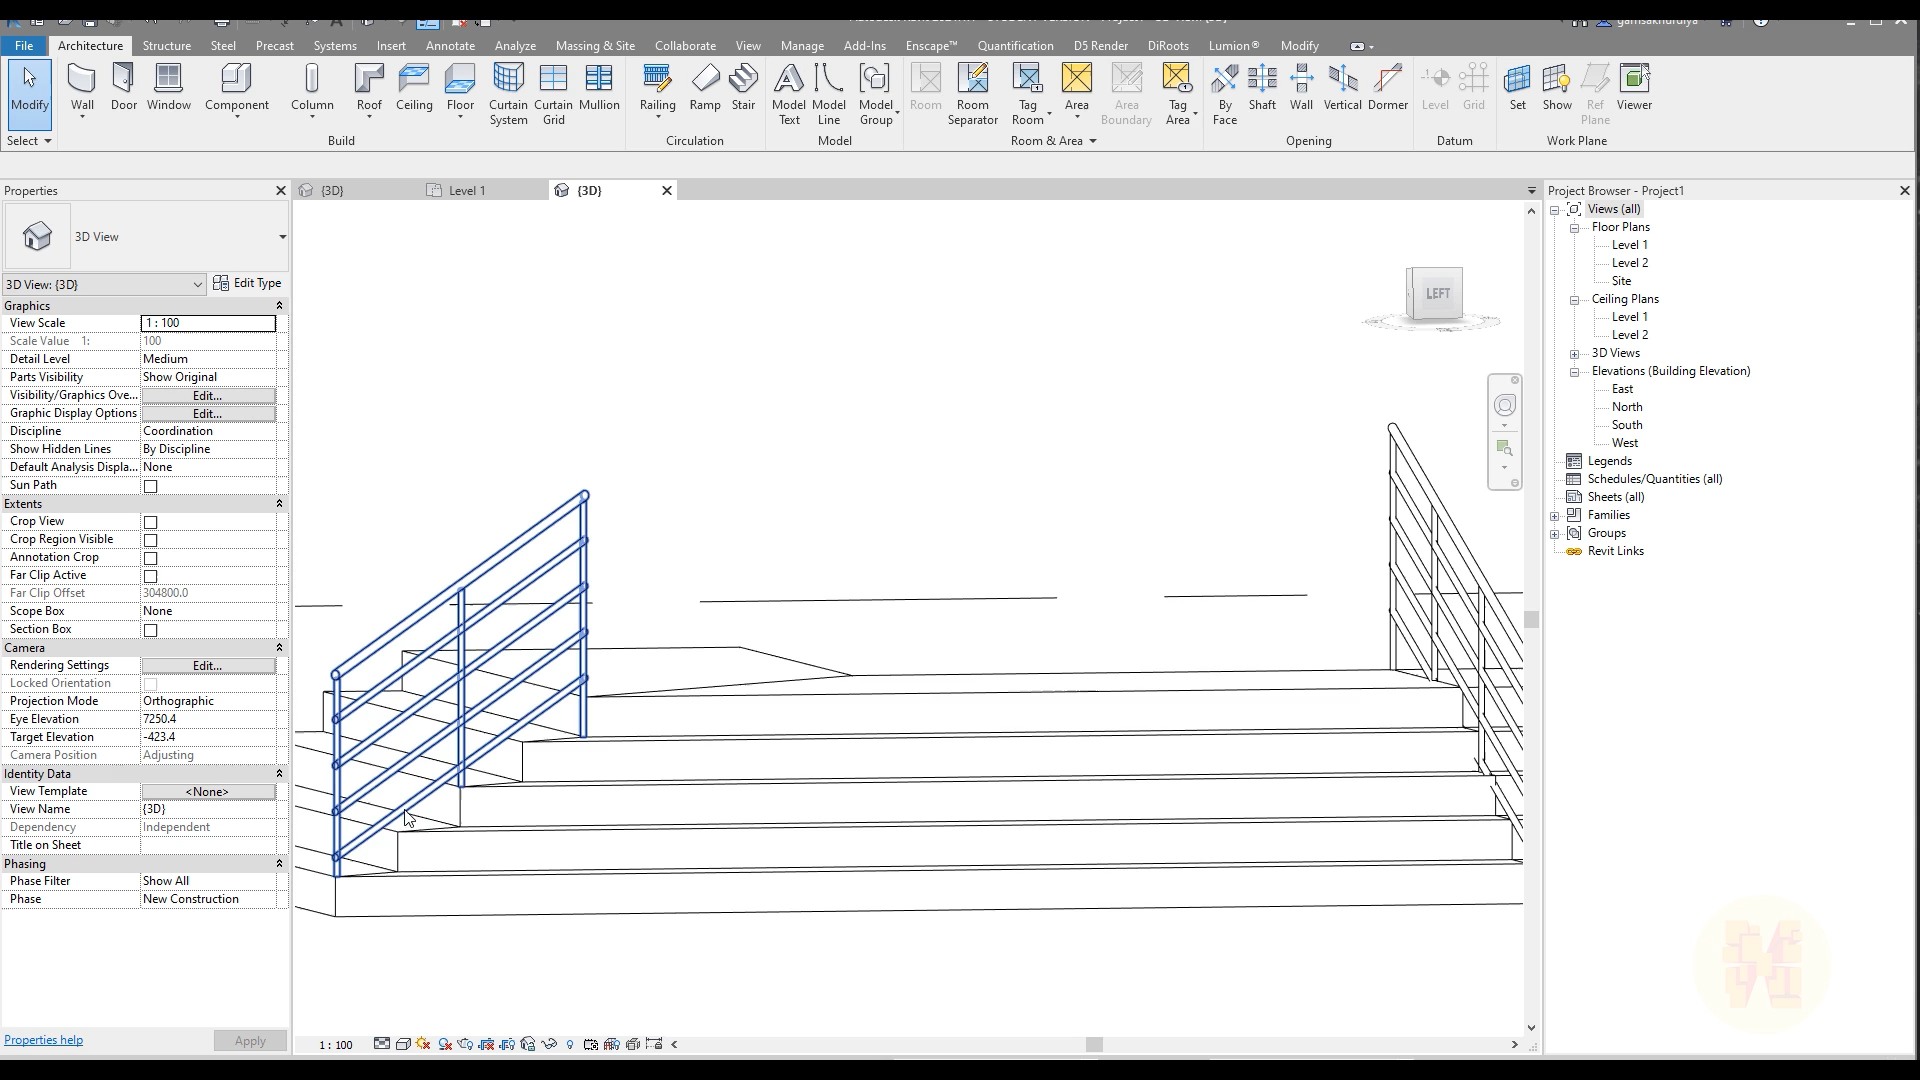 File Architecture Structure Steel Precast Systems Insert Annotate Analyze Massing & Site Collaborate View Manage Add-Ins Enscape™ Quantification D5 Render DiRoots Lumion® Modify
Modify Wall Door Window Component Column Roof Ceiling Floor Curtain System Curtain Grid Mullion Railing Ramp Stair Model Text Model Line Model Group Room Room Separator Tag Room Area Area Boundary Tag Area By Face Shaft Wall Vertical Dormer Level Grid Set Show Ref Plane Viewer
Select Build Circulation Model Room & Area Opening Datum Work Plane
Properties
{3D} Level 1 {3D}
Project Browser - Project1
3D View
3D View: {3D} Edit Type
Graphics
View Scale 1 : 100
Scale Value 1: 100
Detail Level Medium
Parts Visibility Show Original
Visibility/Graphics Ove... Edit...
Graphic Display Options Edit...
Discipline Coordination
Show Hidden Lines By Discipline
Default Analysis Displa... None
Sun Path
Extents
Crop View
Crop Region Visible
Annotation Crop
Far Clip Active
Far Clip Offset 304800.0
Scope Box None
Section Box
Camera
Rendering Settings Edit...
Locked Orientation
Projection Mode Orthographic
Eye Elevation 7250.4
Target Elevation -423.4
Camera Position Adjusting
Identity Data
View Template <None>
View Name {3D}
Dependency Independent
Title on Sheet
Phasing
Phase Filter Show All
Phase New Construction
Properties help Apply
LEFT
1 : 100
Views (all)
Floor Plans
Level 1
Level 2
Site
Ceiling Plans
Level 1
Level 2
3D Views
Elevations (Building Elevation)
East
North
South
West
Legends
Schedules/Quantities (all)
Sheets (all)
Families
Groups
Revit Links